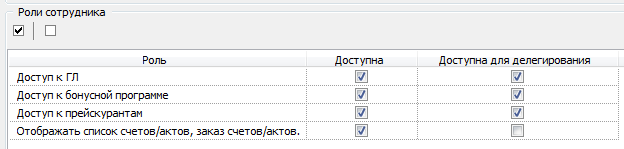 Роли сотрудника
Роль Доступна Доступна для делегирования
Доступ к ГЛ
Доступ к бонусной программе
Доступ к прейскурантам
Отображать список счетов/актов, заказ счетов/актов.